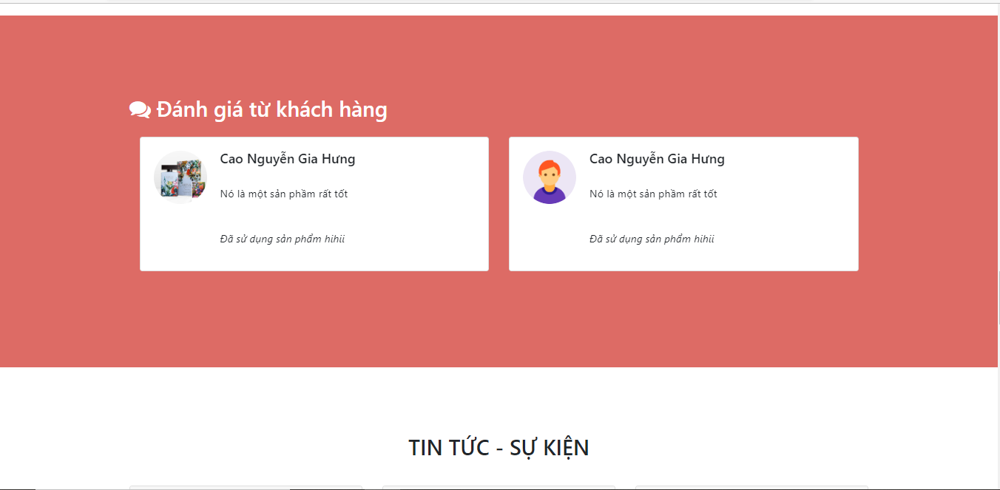 Đánh giá từ khách hàng
Cao Nguyễn Gia Hưng
Nó là một sản phầm rất tốt
Đã sử dụng sản phẩm hihii
Cao Nguyễn Gia Hưng
Nó là một sản phầm rất tốt
Đã sử dụng sản phẩm hihii
TIN TỨC - SỰ KIỆN